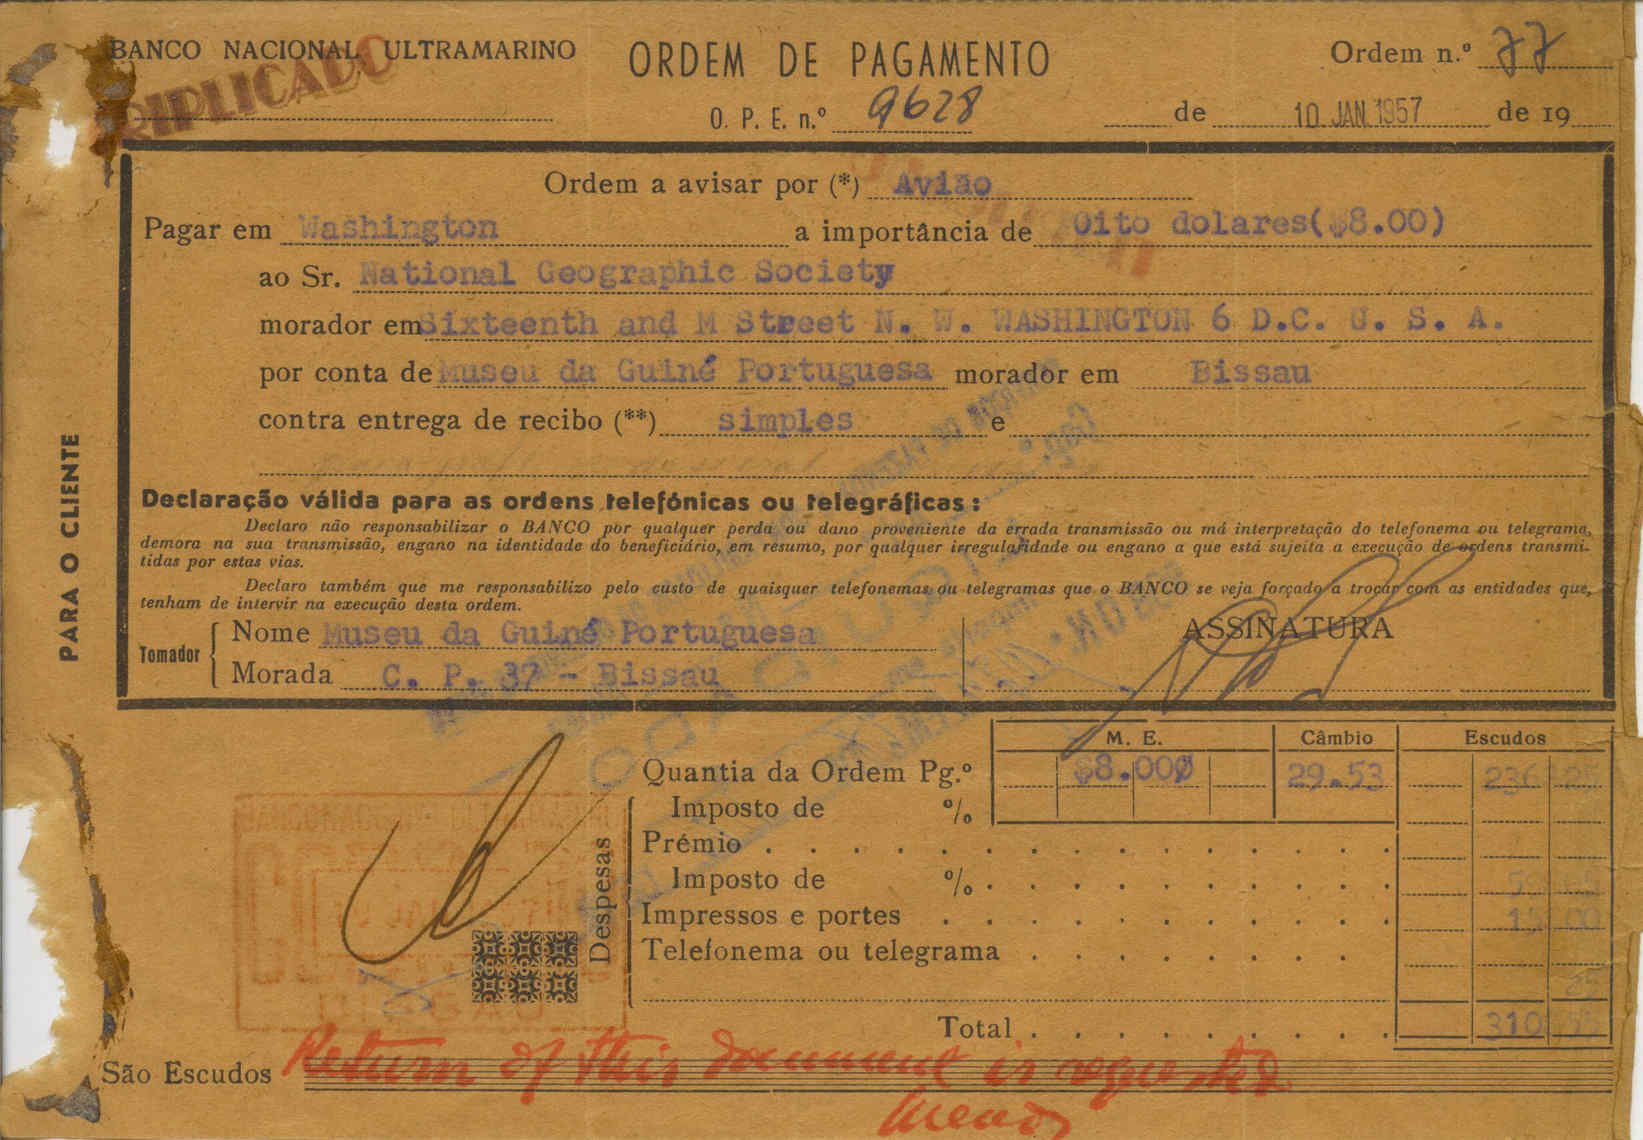 BANCO NACIONAL ULTRAMARINO
TRIPLICADO
ORDEM DE PAGAMENTO
Ordem n.º 77
O. P. E. n.º 9628
de 10 JAN. 1957 de 19
Ordem a avisar por (*) Avião
Pagar em Washington a importância de Oito dolares($8.00)
ao Sr. National Geographic Society
morador em Sixteenth and M Street N. W. WASHINGTON 6 D.C. U. S. A.
por conta de Museu da Guiné Portuguesa morador em Bissau
contra entrega de recibo (**) simples e
PARA O CLIENTE
Declaração válida para as ordens telefónicas ou telegráficas:
Declaro não responsabilizar o BANCO por qualquer perda ou dano proveniente da errada transmissão ou má interpretação do telefonema ou telegrama,
demora na sua transmissão, engano na identidade do beneficiário, em resumo, por qualquer irregularidade ou engano a que está sujeita a execução de ordens transmi-
tidas por estas vias.
Declaro também que me responsabilizo pelo custo de quaisquer telefonemas ou telegramas que o BANCO se veja forçado a trocar com as entidades que,
tenham de intervir na execução desta ordem.
Tomador
Nome Museu da Guiné Portuguesa
Morada C. P. 37 - Bissau
ASSINATURA
M. E. Câmbio Escudos
Quantia da Ordem Pg.º $8.00 29.53 236
Imposto de %
Prémio
Imposto de %
Impressos e portes 15 00
Telefonema ou telegrama
Despesas
Total 310
São Escudos
Return of this document is requested